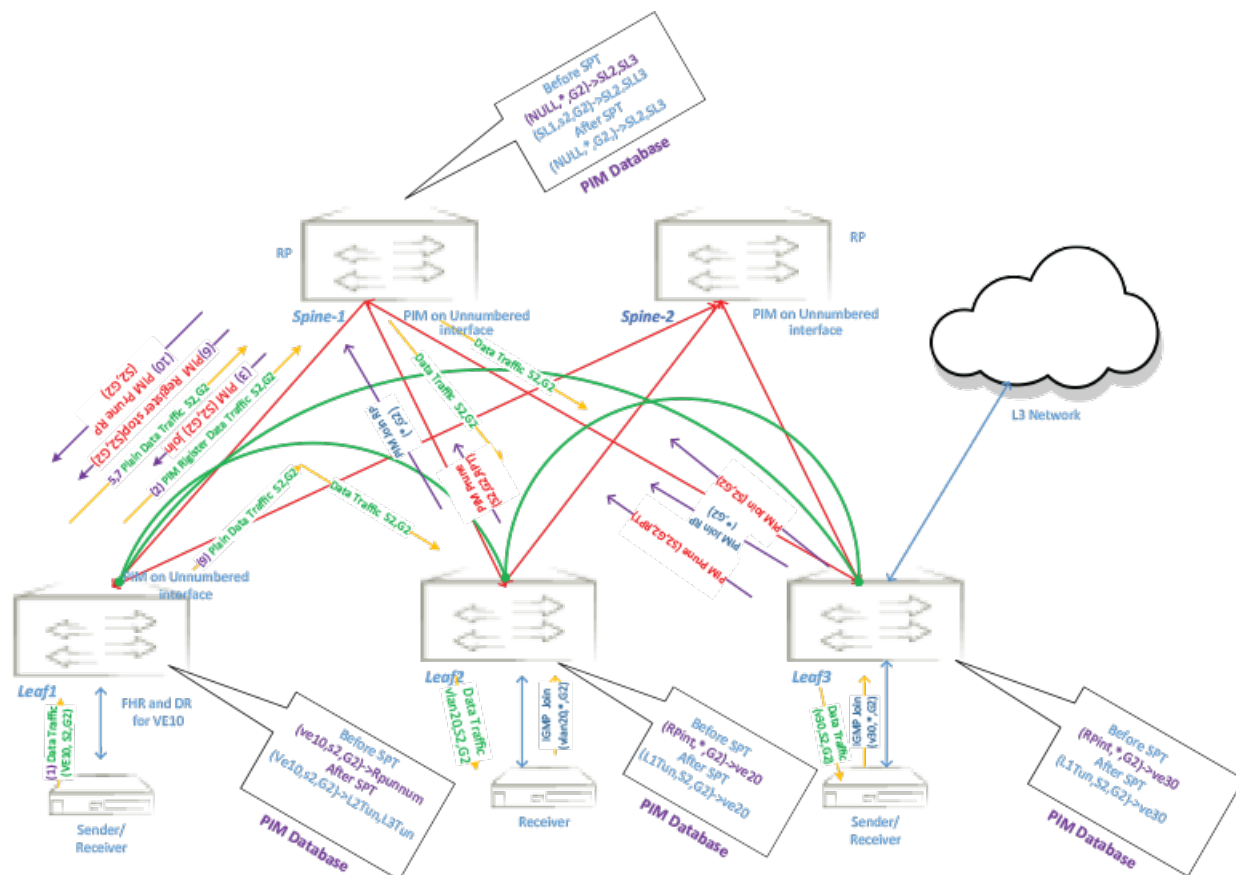 Before SPT
(NULL,*,G2)->SL2,SL3
(SL1,s2,G2)->SL2,SLL3
After SPT
(NULL,*,G2,)->SL2,SL3
PIM Database
RP
RP
Spine-1
PIM on Unnumbered
interface
Spine-2
PIM on Unnumbered
interface
L3 Network
(10) PIM Prune RP
(S2,G2)
(6)PIM Register stop(S2,G2)
5,7 Plain Data Traffic S2,G2
(3) PIM (S2,G2) Join
(2) PIM Rigister Data Traffic S2,G2
PIM Join RP
(*,G2)
Data Traffic S2,G2
Data Traffic S2,G2
PIM Prune
(S2,G2,RPT)
(9) Plain Data Traffic S2,G2
Data Traffic S2,G2
PIM Join (S2,G2)
PIM Join RP
(*,G2)
PIM Prune (S2,G2,RPT)
PIM on Unnumbered
interface
Leaf1
FHR and DR
for VE10
(1) Data Traffic
(VE10, S2,G2)
Sender/
Receiver
Before SPT
(ve10,s2,G2)->Rpunnum
After SPT
(Ve10,s2,G2)->L2Tun,L3Tun
PIM Database
Leaf2
Data Traffic
vlan20,S2,G2
IGMP Join
(vlan20,*,G2)
Receiver
Before SPT
(RPint,*,G2)->ve20
After SPT
(L1Tun,S2,G2)->ve20
PIM Database
Leaf3
Data Traffic
(v30,S2,G2)
IGMP Join
(v30,*,G2)
Sender/
Receiver
Before SPT
(RPint,*,G2)->ve30
After SPT
(L1Tun,S2,G2)->ve30
PIM Database